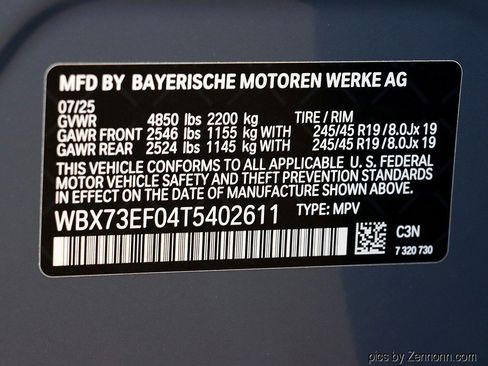 MFD BY BAYERISCHE MOTOREN WERKE AG
07/25
GVWR 4850 lbs 2200 kg TIRE / RIM
GAWR FRONT 2546 lbs 1155 kg WITH 245/45 R19 / 8.0Jx 19
GAWR REAR 2524 lbs 1145 kg WITH 245/45 R19 / 8.0Jx 19
THIS VEHICLE CONFORMS TO ALL APPLICABLE U. S. FEDERAL
MOTOR VEHICLE SAFETY AND THEFT PREVENTION STANDARDS
IN EFFECT ON THE DATE OF MANUFACTURE SHOWN ABOVE.
WBX73EF04T5402611 TYPE: MPV
C3N
7 320 730
pics by Zennonn.com